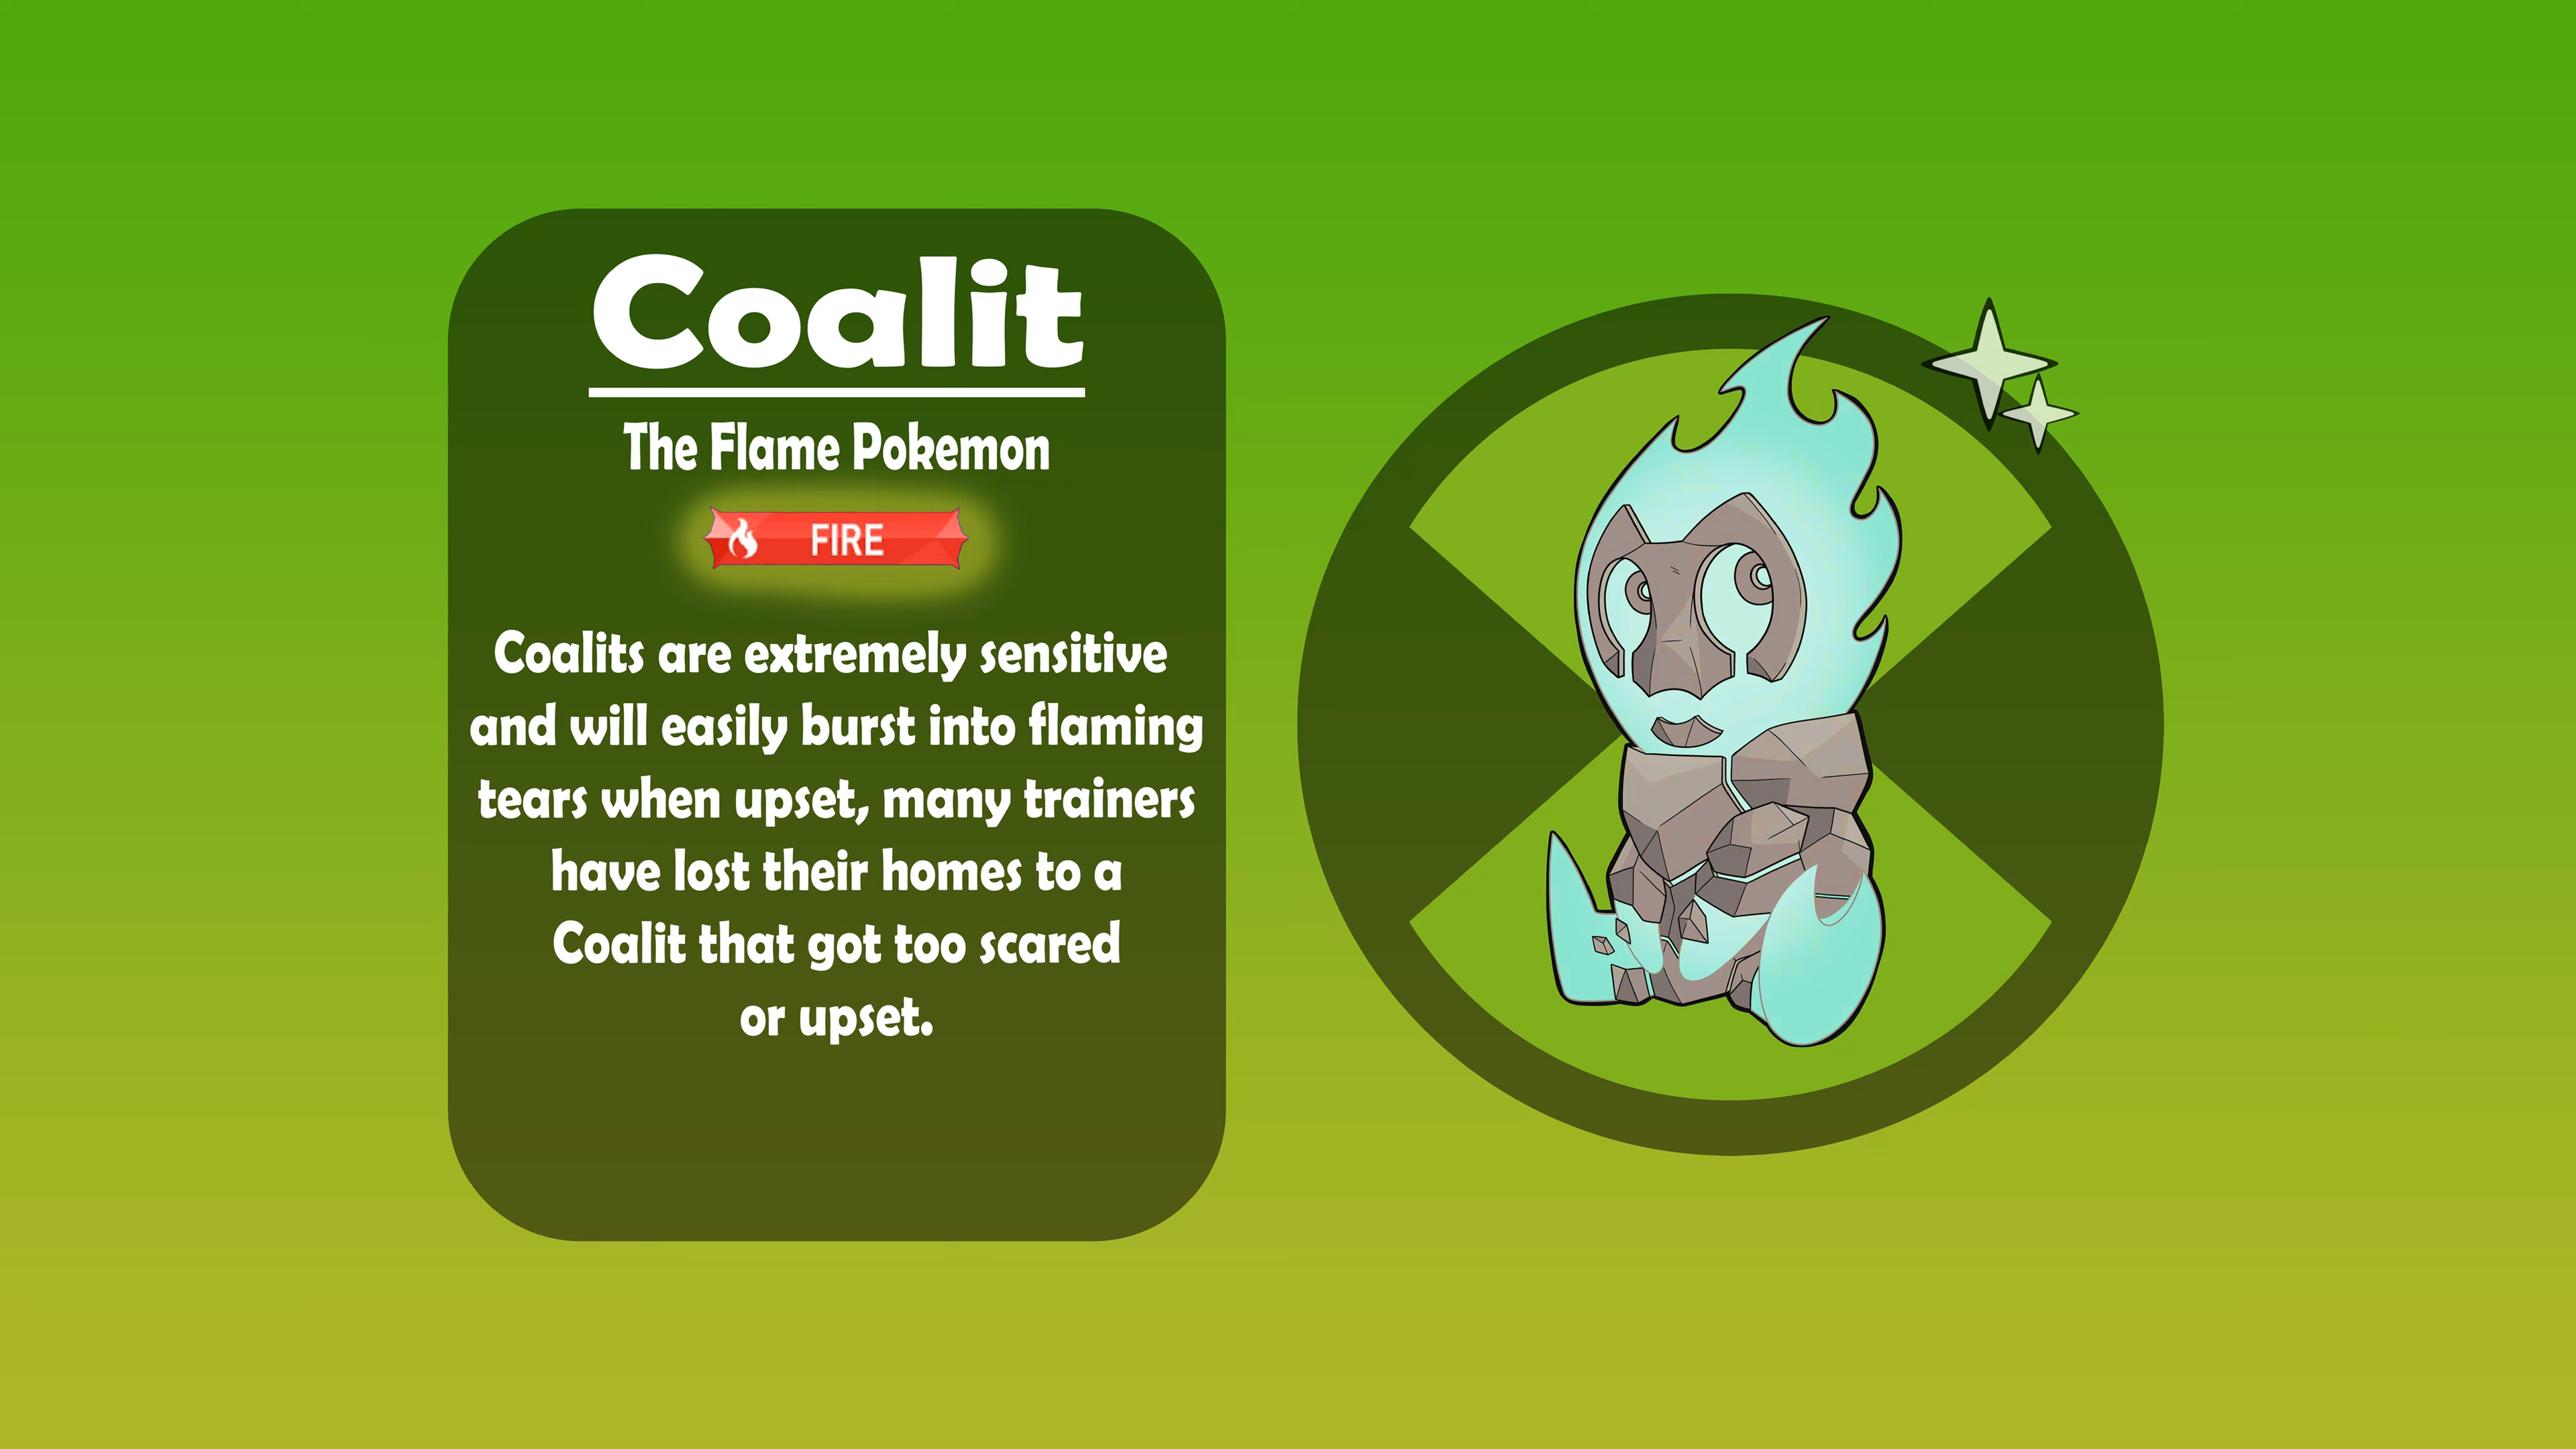 Coalit
The Flame Pokemon
FIRE
Coalits are extremely sensitive
and will easily burst into flaming
tears when upset, many trainers
have lost their homes to a
Coalit that got too scared
or upset.